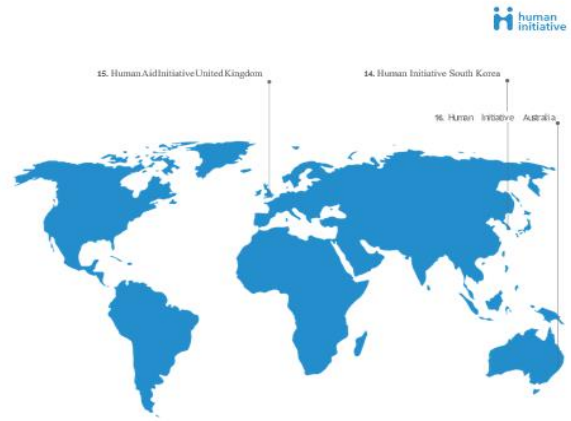 human
initiative
15. Human Aid Initiative United Kingdom
14. Human Initiative South Korea
16. Human Initiative Australia